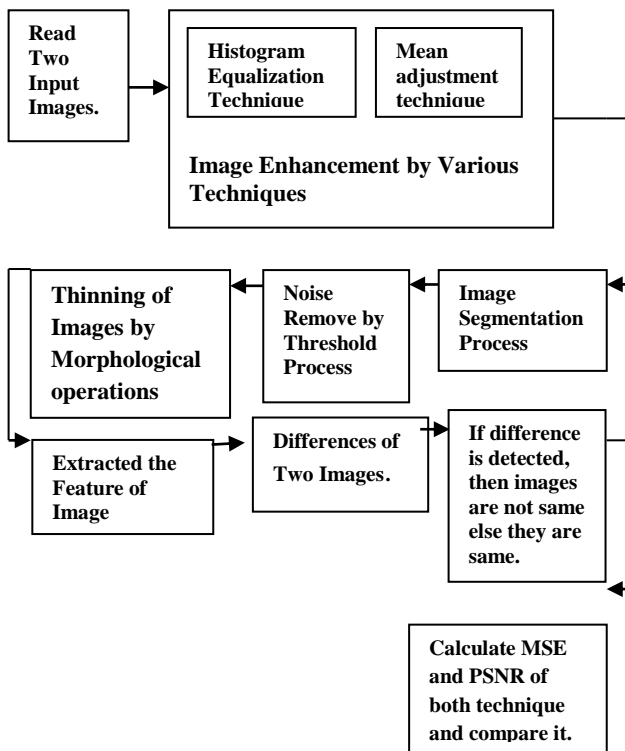 Read
Two
Input
Images.
Histogram
Equalization
Technique
Mean
adjustment
technique
Image Enhancement by Various
Techniques
Image
Segmentation
Process
Noise
Remove by
Threshold
Process
Thinning of
Images by
Morphological
operations
Extracted the
Feature of
Image
Differences of
Two Images.
If difference
is detected,
then images
are not same
else they are
same.
Calculate MSE
and PSNR of
both technique
and compare it.